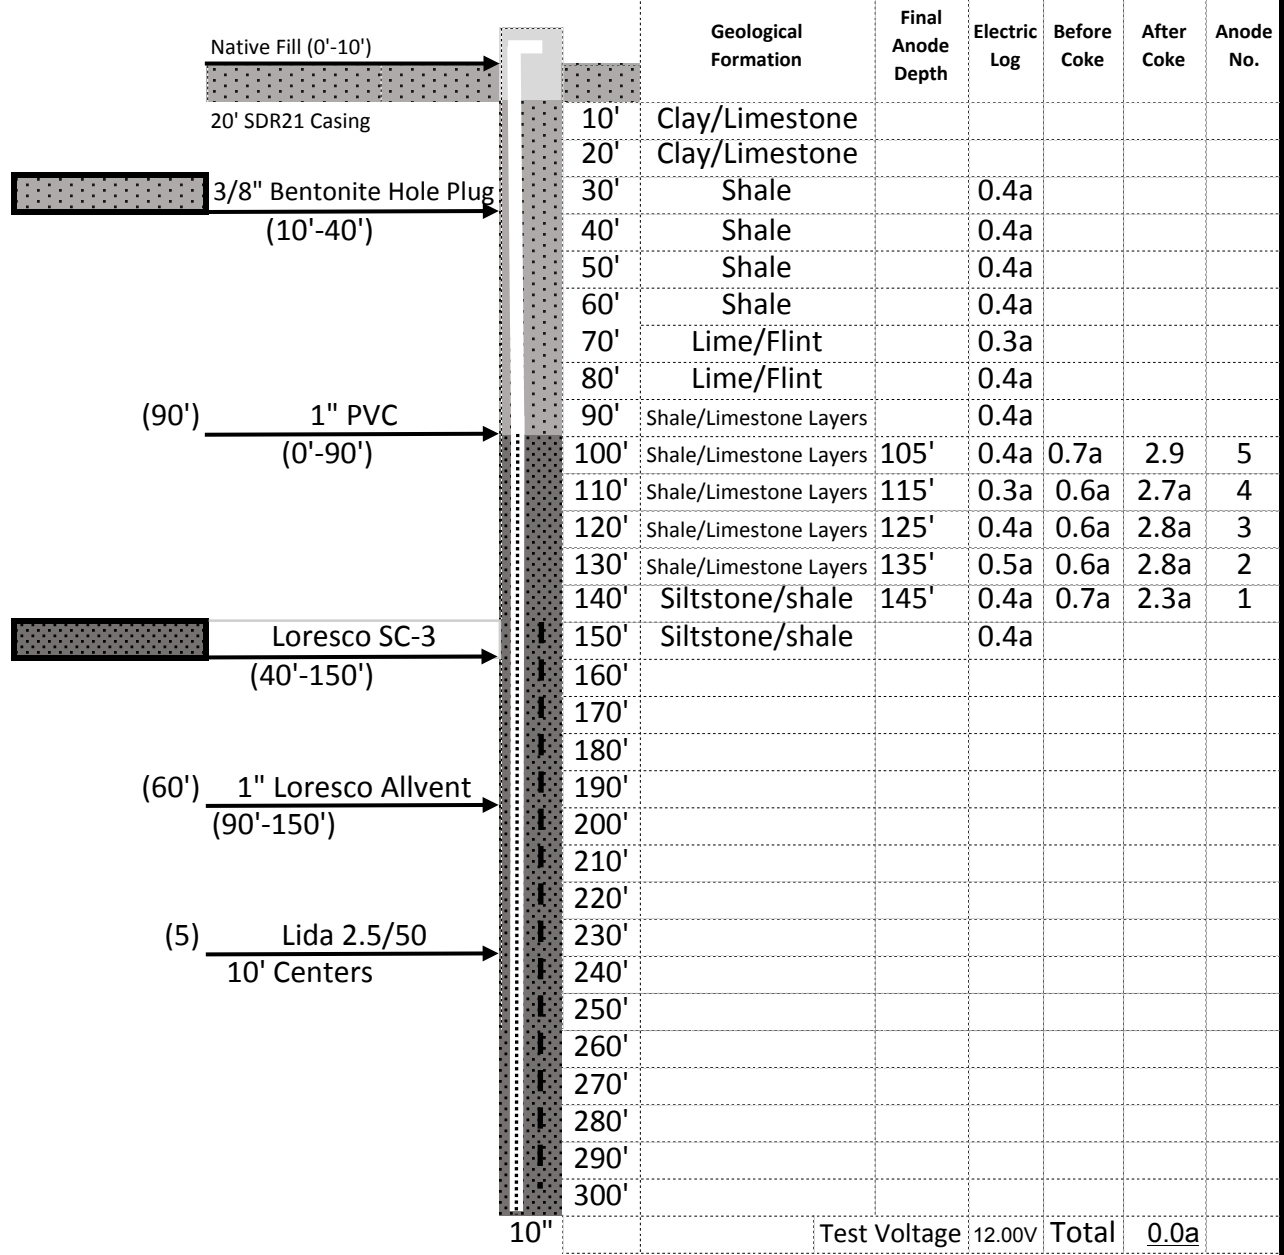 Native Fill (0'-10')
20' SDR21 Casing
3/8" Bentonite Hole Plug
(10'-40')
(90') 1" PVC
(0'-90')
Loresco SC-3
(40'-150')
(60') 1" Loresco Allvent
(90'-150')
(5) Lida 2.5/50
10' Centers
10"
Geological Formation Final Anode Depth Electric Log Before Coke After Coke Anode No.
10' Clay/Limestone
20' Clay/Limestone
30' Shale 0.4a
40' Shale 0.4a
50' Shale 0.4a
60' Shale 0.4a
70' Lime/Flint 0.3a
80' Lime/Flint 0.4a
90' Shale/Limestone Layers 0.4a
100' Shale/Limestone Layers 105' 0.4a 0.7a 2.9 5
110' Shale/Limestone Layers 115' 0.3a 0.6a 2.7a 4
120' Shale/Limestone Layers 125' 0.4a 0.6a 2.8a 3
130' Shale/Limestone Layers 135' 0.5a 0.6a 2.8a 2
140' Siltstone/shale 145' 0.4a 0.7a 2.3a 1
150' Siltstone/shale 0.4a
160'
170'
180'
190'
200'
210'
220'
230'
240'
250'
260'
270'
280'
290'
300'
Test Voltage 12.00V Total 0.0a